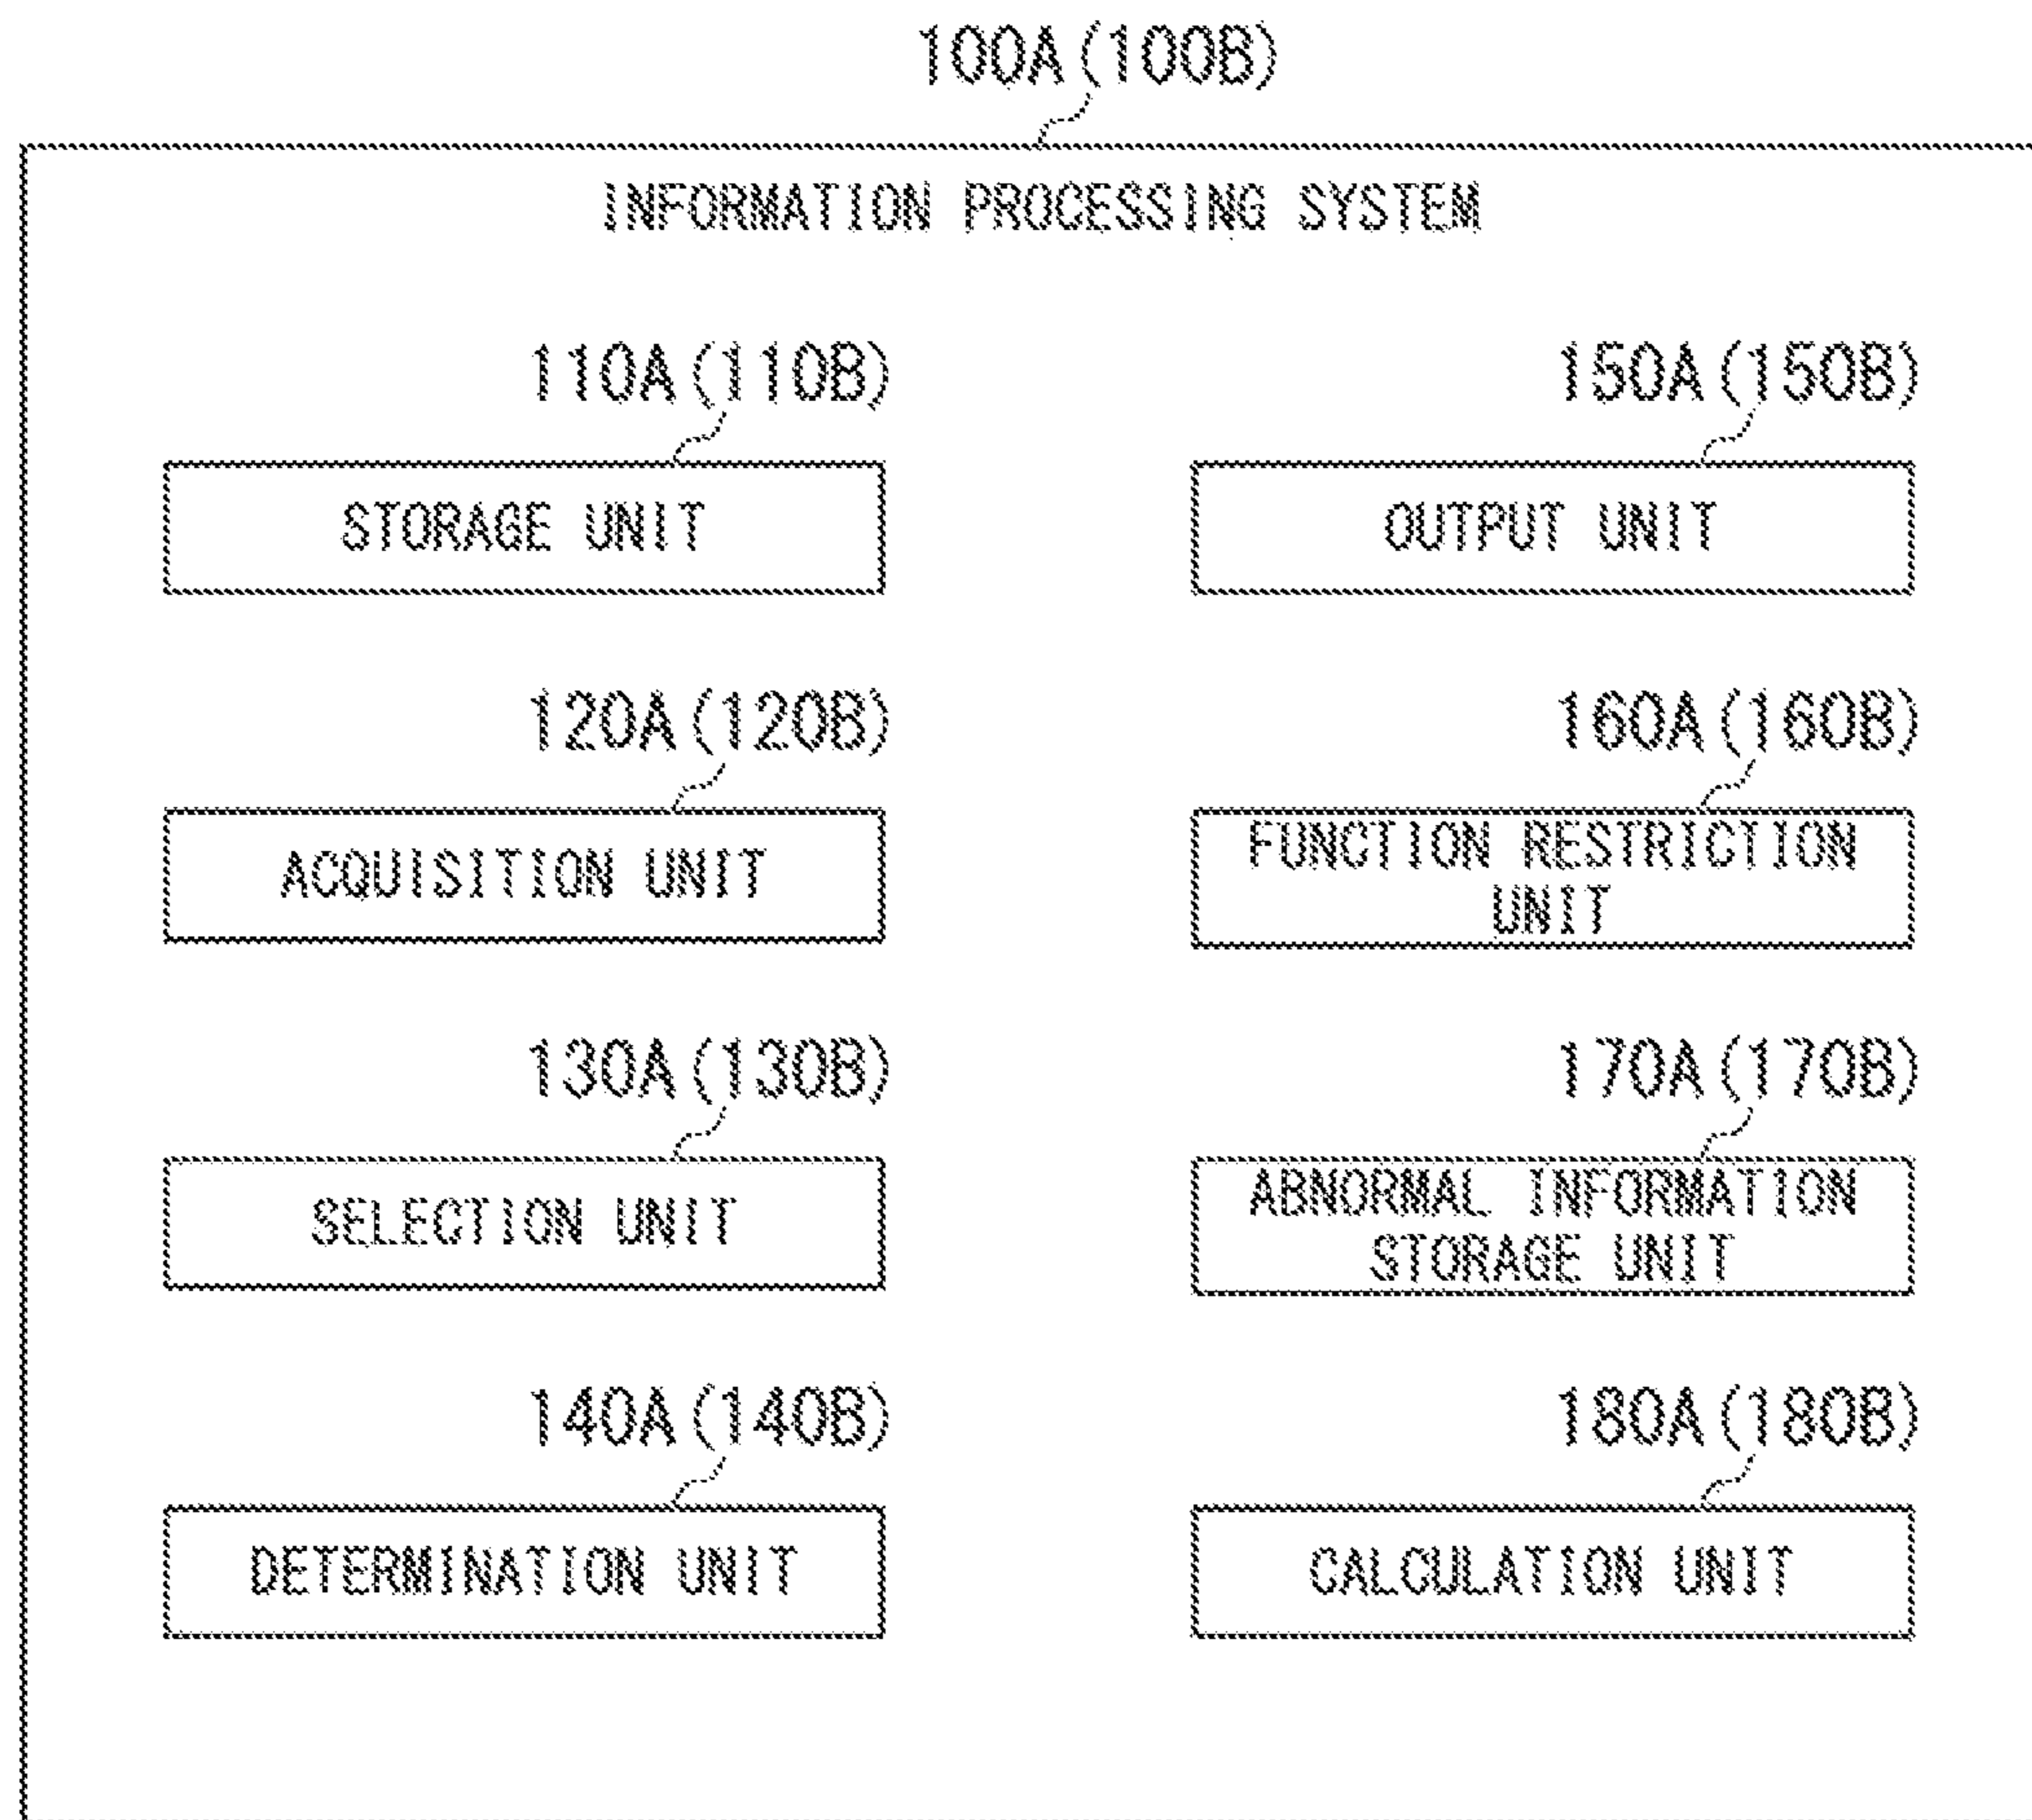 100A(100B)
INFORMATION PROCESSING SYSTEM
110A(110B)
STORAGE UNIT
120A(120B)
ACQUISITION UNIT
130A(130B)
SELECTION UNIT
140A(140B)
DETERMINATION UNIT
150A(150B)
OUTPUT UNIT
160A(160B)
FUNCTION RESTRICTION
UNIT
170A(170B)
ABNORMAL INFORMATION
STORAGE UNIT
180A(180B)
CALCULATION UNIT